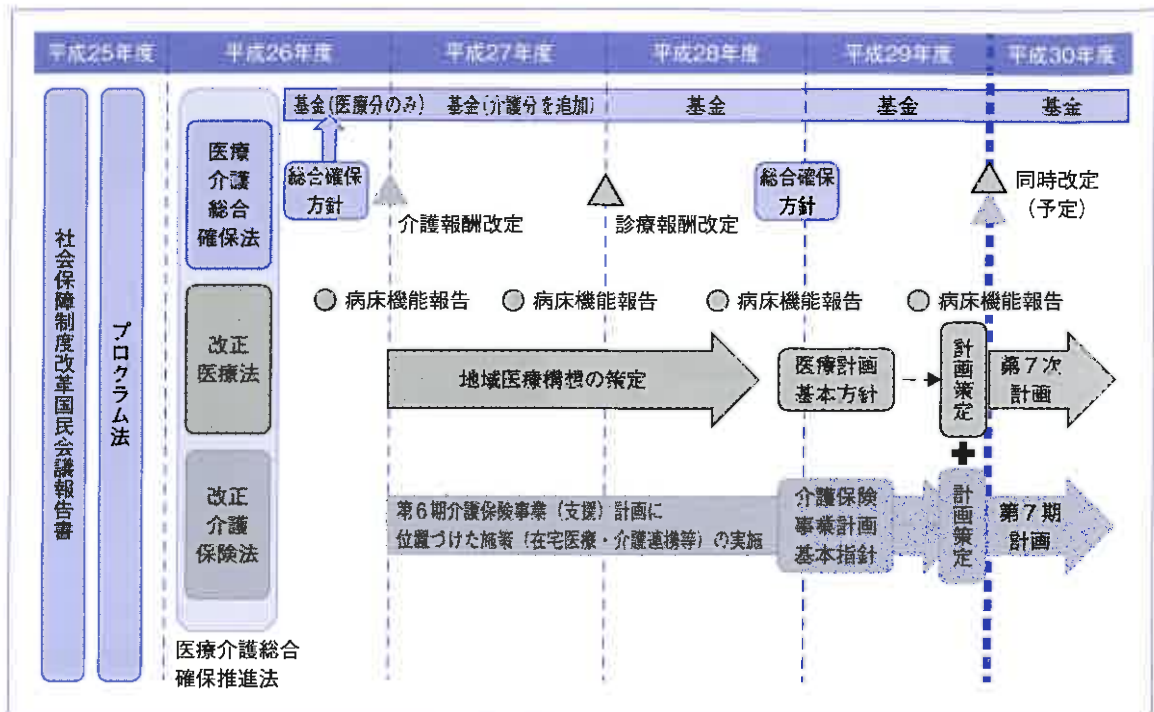 平成25年度
平成26年度
平成27年度
平成28年度
平成29年度
平成30年度
社会保障制度改革国民会議報告書
プログラム法
医療
介護
総合
確保法
改正
医療法
改正
介護
保険法
医療介護総合
確保推進法
基金(医療分のみ)
基金(介護分を追加)
基金
基金
基金
総合確保
方針
介護報酬改定
診療報酬改定
総合確保
方針
同時改定
(予定)
病床機能報告
病床機能報告
病床機能報告
病床機能報告
地域医療構想の策定
医療計画
基本方針
計画策定
第7次
計画
+
第6期介護保険事業(支援)計画に
位置づけた施策(在宅医療・介護連携等)の実施
介護保険
事業計画
基本指針
計画策定
第7期
計画